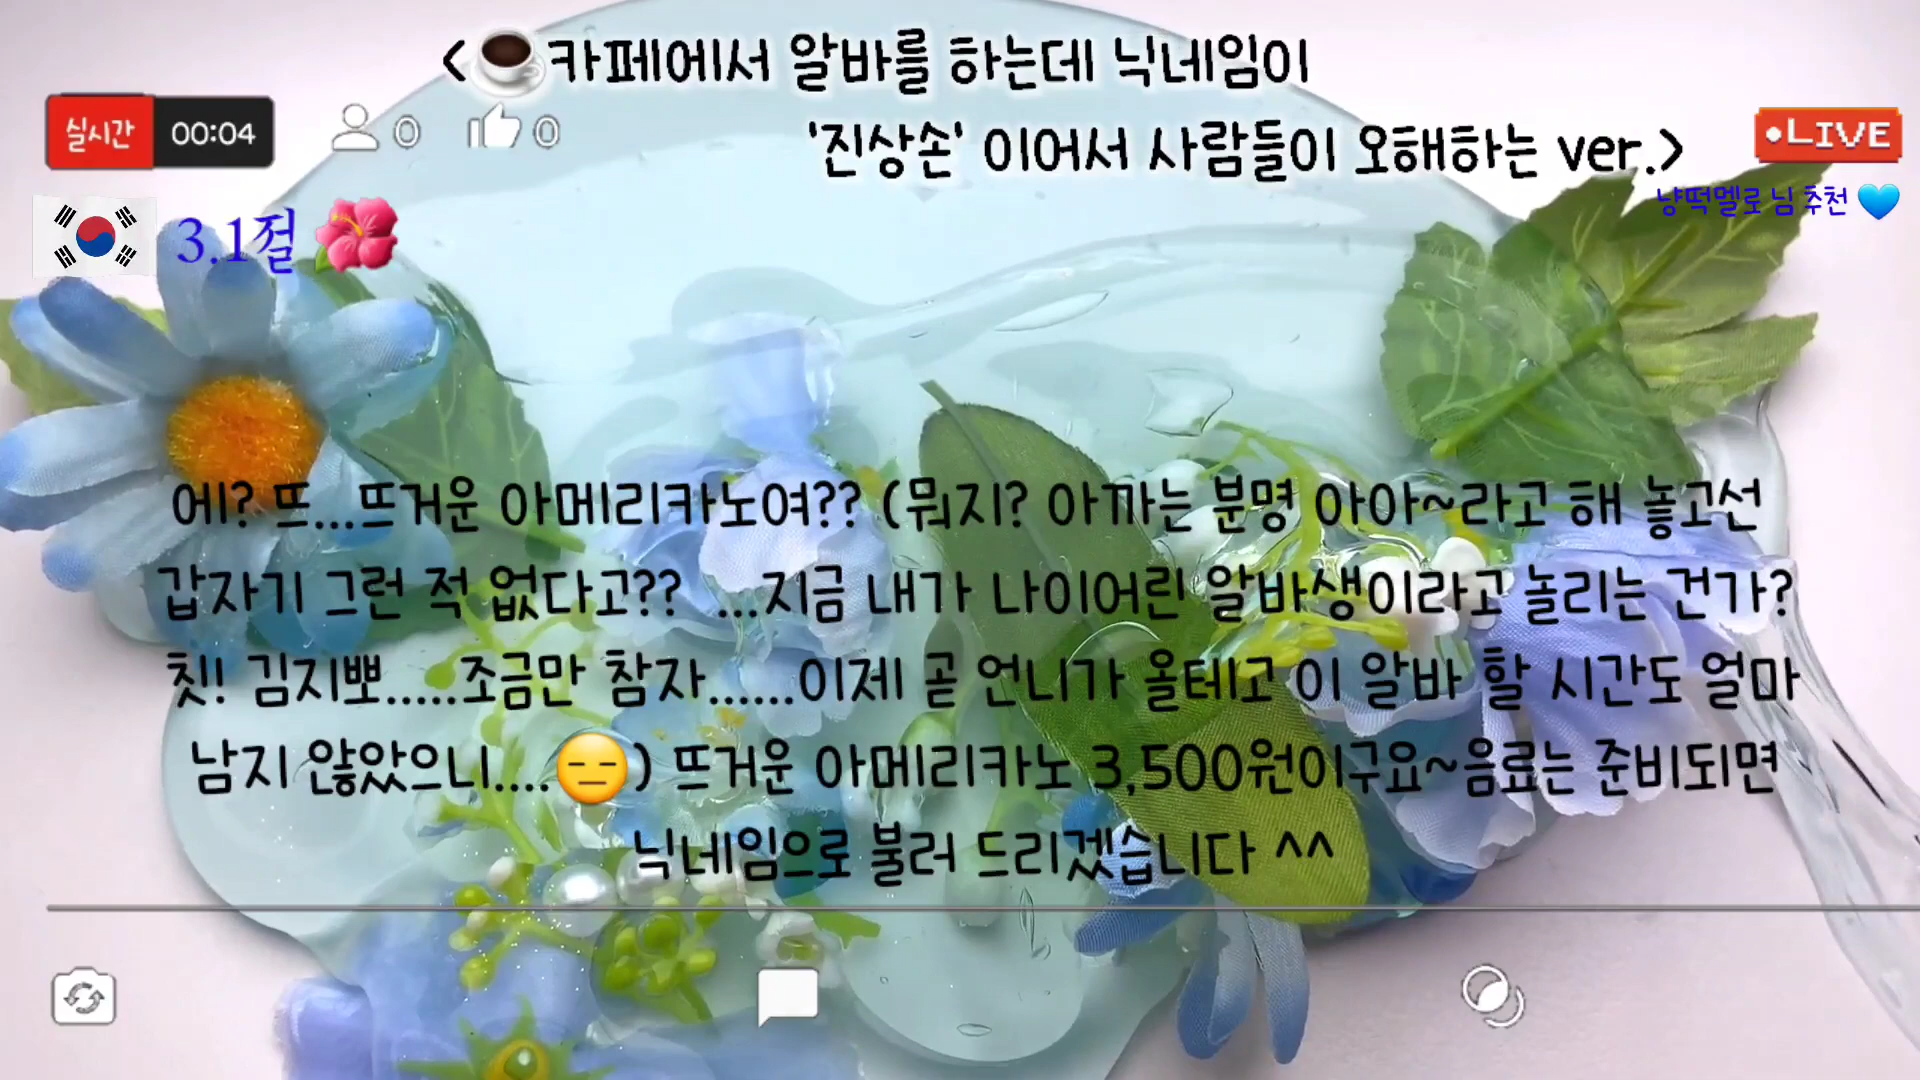 <☕카페에서 알바를 하는데 닉네임이
'진상손' 이어서 사람들이 오해하는 ver.>
실시간 00:04 0 0
LIVE
냥떡멜로 님 추천 💙
3.1절 🌺
에? 뜨...뜨거운 아메리카노여?? (뭐지? 아까는 분명 아아~라고 해 놓고선
갑자기 그런 적 없다고?? ...지금 내가 나이어린 알바생이라고 놀리는 건가?
칫! 김지뽀.....조금만 참자......이제 곧 언니가 올테고 이 알바 할 시간도 얼마
남지 않았으니....😑) 뜨거운 아메리카노 3,500원이구요~음료는 준비되면
닉네임으로 불러 드리겠습니다 ^^